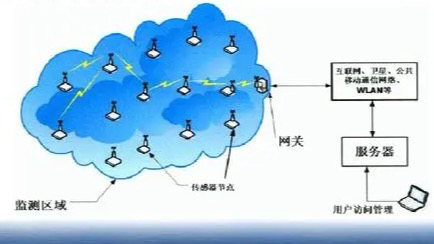 互联网、卫星、公共
移动通信网络、
WLAN等
网关
服务器
传感器节点
监测区域
用户访问管理